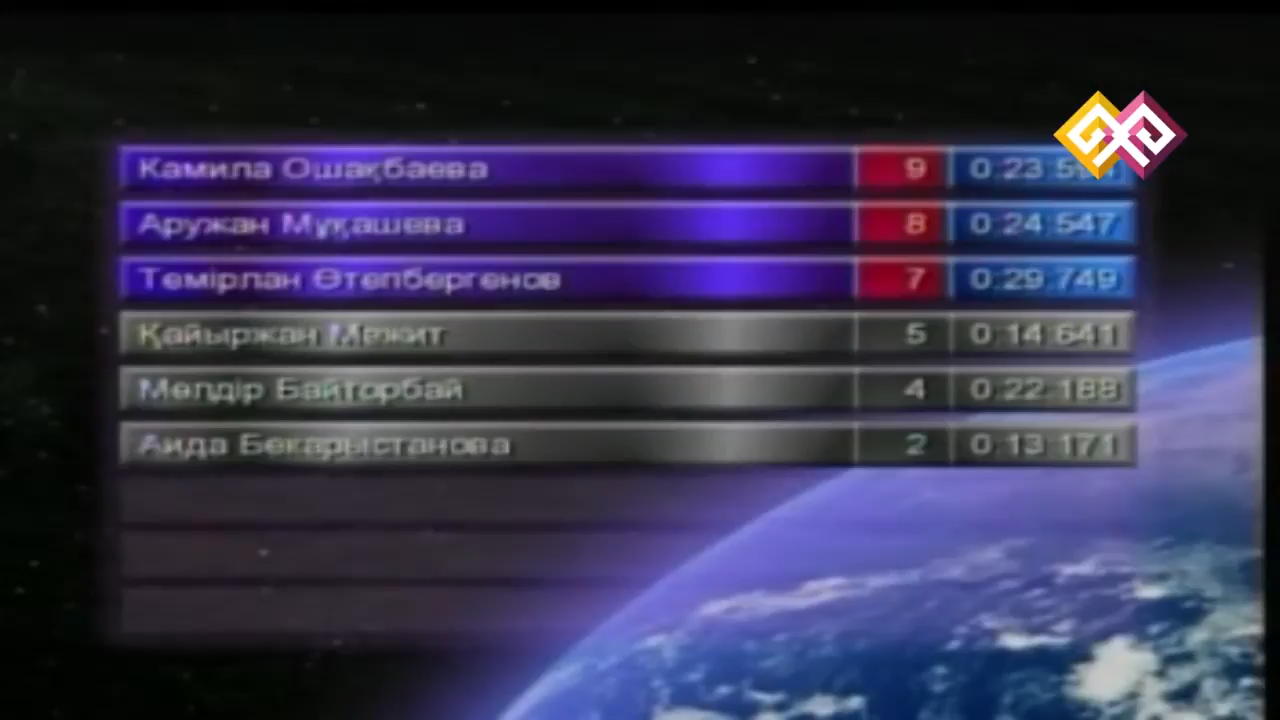 Камила Ошақбаева 9
Аружан Мұқашева 8 0:24.547
Темірлан Өтепбергенов 7 0:29.749
Қайыржан Межит 5 0:14.641
Мөлдір Байторбай 4 0:22.188
Аида Бекарыстанова 2 0:13.171